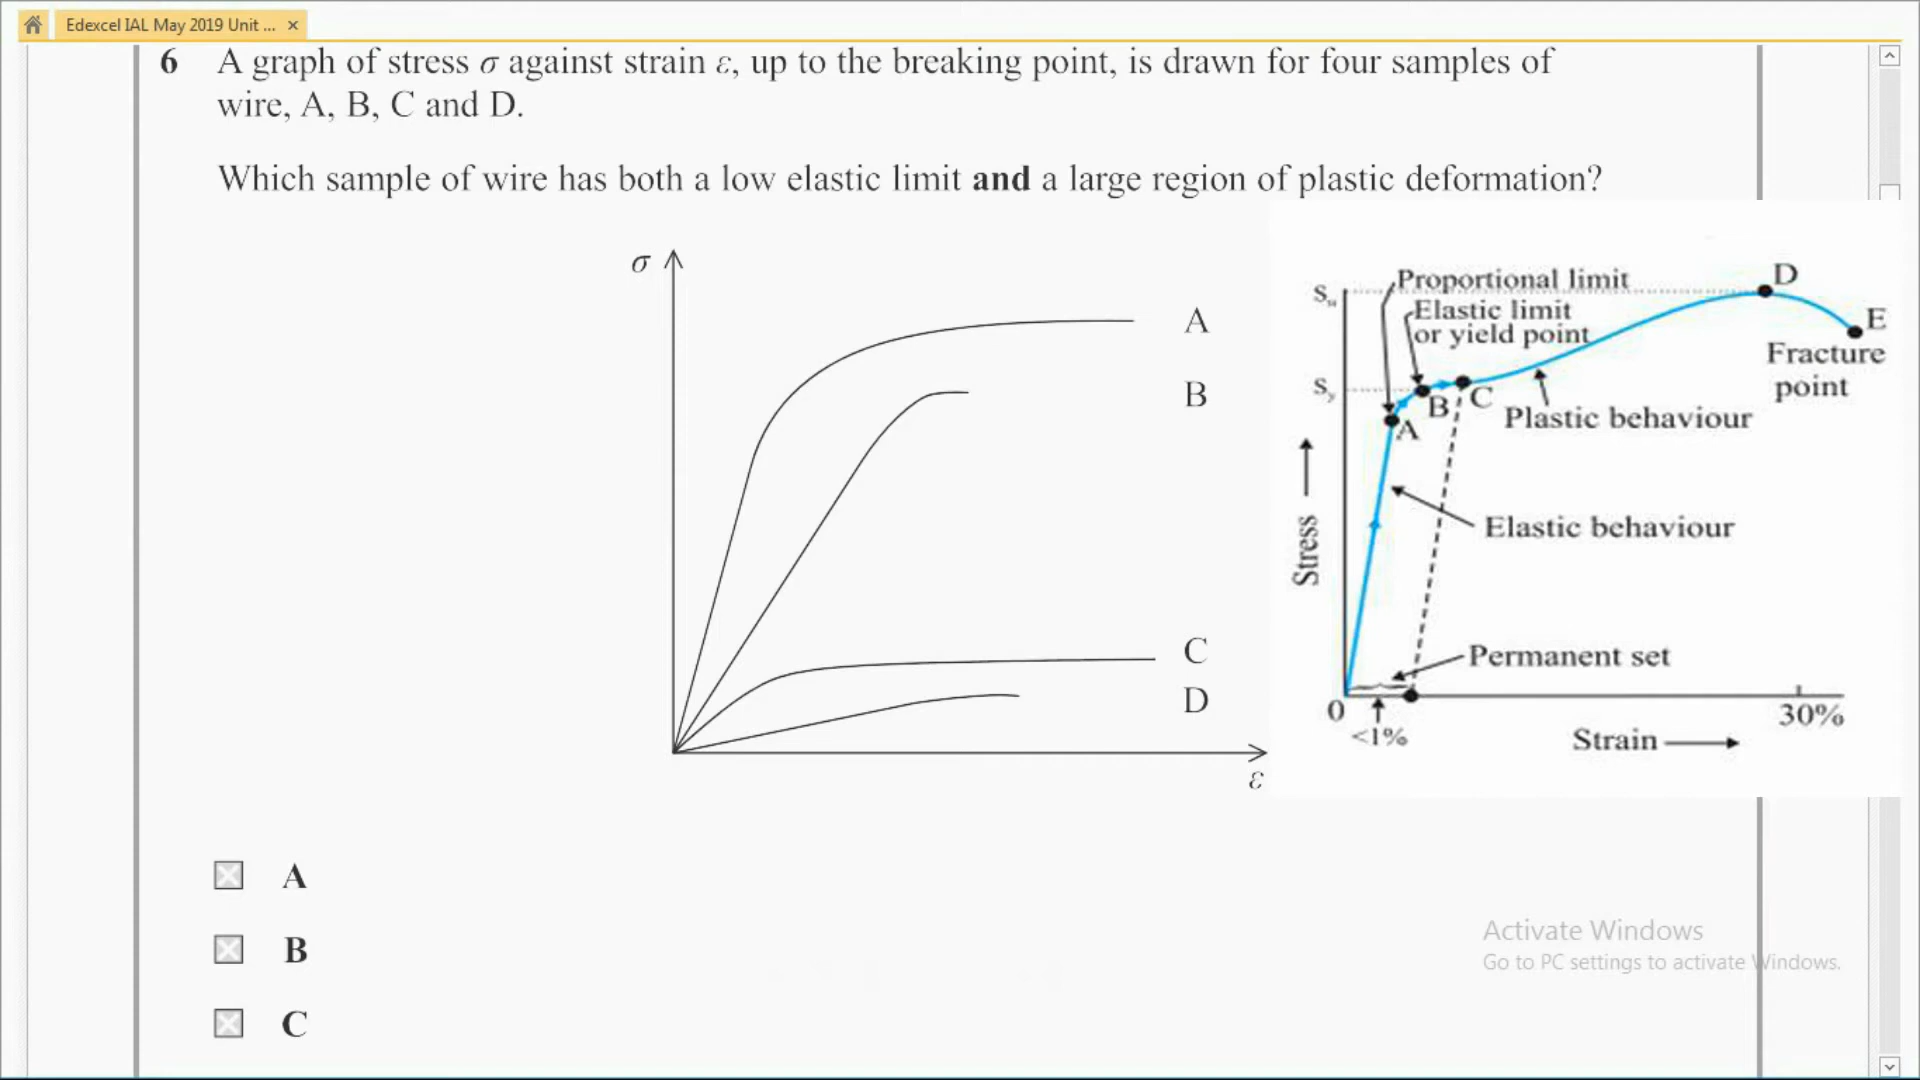 Edexcel IAL May 2019 Unit ... ×
6 A graph of stress σ against strain ε, up to the breaking point, is drawn for four samples of
wire, A, B, C and D.
Which sample of wire has both a low elastic limit and a large region of plastic deformation?
σ
A
B
C
D
ε
Proportional limit
Elastic limit
or yield point
D
E
Fracture
point
B
C
A
Plastic behaviour
Stress
Elastic behaviour
Permanent set
0
<1%
30%
Strain
A
B
C
Activate Windows
Go to PC settings to activate Windows.